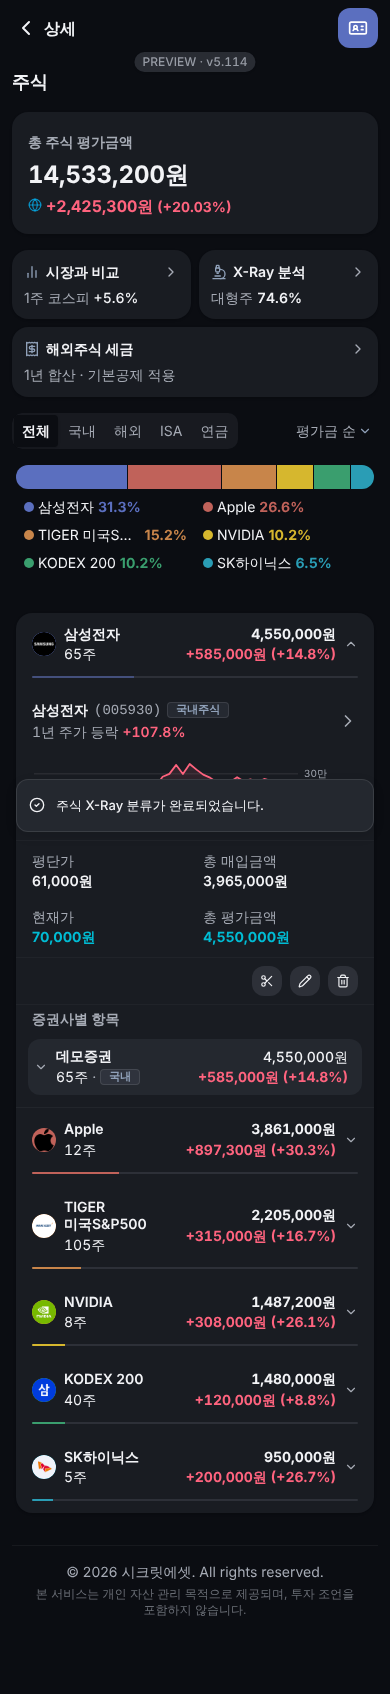 상세
PREVIEW · v5.114
주식
총 주식 평가금액
14,533,200원
+2,425,300원 (+20.03%)
시장과 비교
1주 코스피 +5.6%
X-Ray 분석
대형주 74.6%
해외주식 세금
1년 합산 · 기본공제 적용
전체 국내 해외 ISA 연금 평가금 순
삼성전자 31.3% Apple 26.6%
TIGER 미국S... 15.2% NVIDIA 10.2%
KODEX 200 10.2% SK하이닉스 6.5%
삼성전자 4,550,000원
65주 +585,000원 (+14.8%)
삼성전자 (005930) 국내주식
1년 주가 등락 +107.8%
30만
주식 X-Ray 분류가 완료되었습니다.
평단가 총 매입금액
61,000원 3,965,000원
현재가 총 평가금액
70,000원 4,550,000원
증권사별 항목
데모증권 4,550,000원
65주 · 국내 +585,000원 (+14.8%)
Apple 3,861,000원
12주 +897,300원 (+30.3%)
TIGER
미국S&P500 2,205,000원
105주 +315,000원 (+16.7%)
NVIDIA 1,487,200원
8주 +308,000원 (+26.1%)
삼 KODEX 200 1,480,000원
40주 +120,000원 (+8.8%)
SK하이닉스 950,000원
5주 +200,000원 (+26.7%)
© 2026 시크릿에셋. All rights reserved.
본 서비스는 개인 자산 관리 목적으로 제공되며, 투자 조언을
포함하지 않습니다.